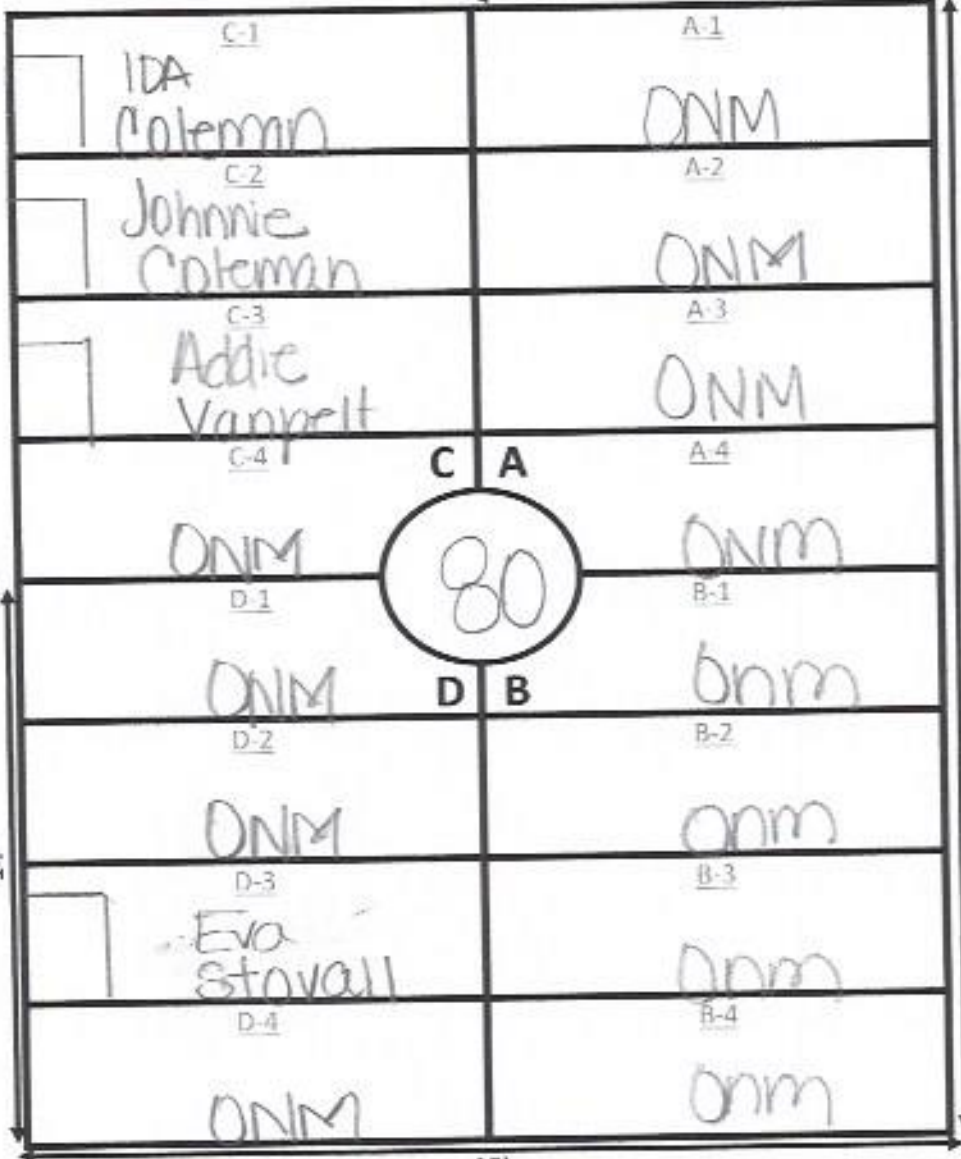 C-1
IDA
Coleman
A-1
ONM
C-2
Johnnie
Coleman
A-2
ONM
C-3
Addie
Vanpelt
A-3
ONM
C-4
ONM
C A
A-4
ONM
80
D-1
ONM
D B
B-1
onm
D-2
ONM
B-2
onm
D-3
Eva
Stovall
B-3
onm
D-4
ONM
B-4
onm